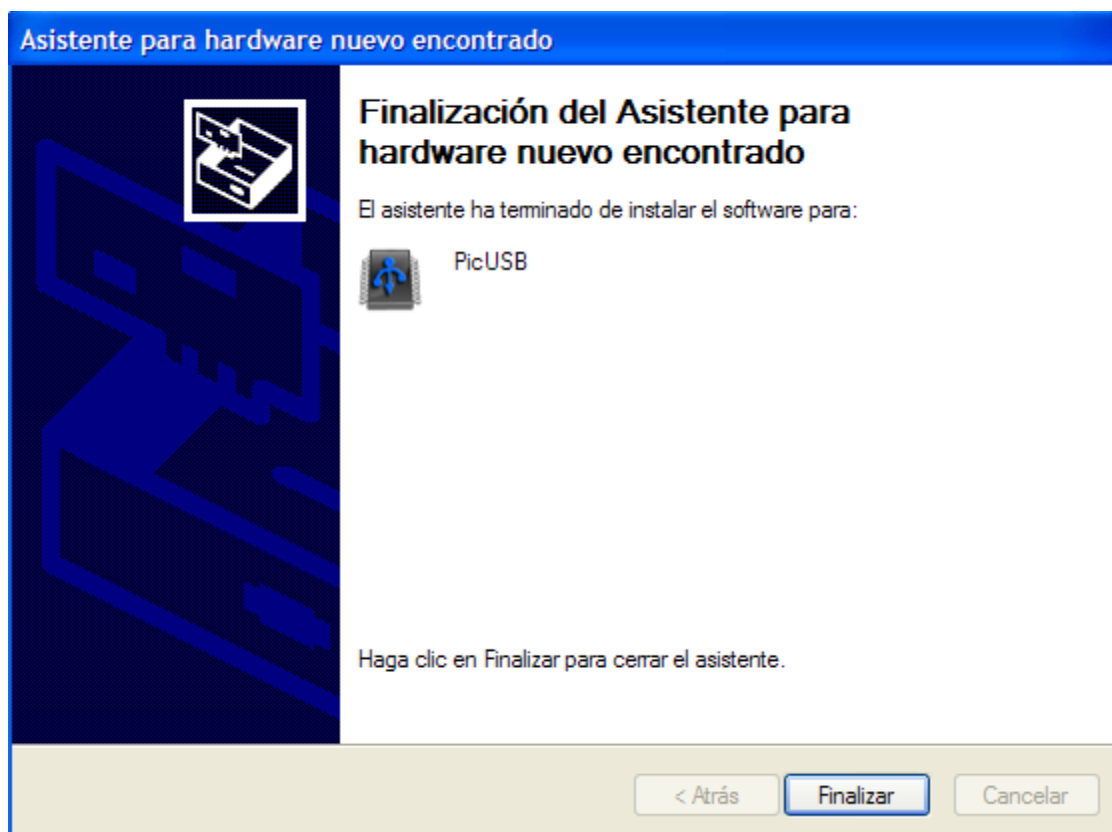 Asistente para hardware nuevo encontrado
Finalización del Asistente para
hardware nuevo encontrado
El asistente ha terminado de instalar el software para:
PicUSB
Haga clic en Finalizar para cerrar el asistente.
< Atrás
Finalizar
Cancelar